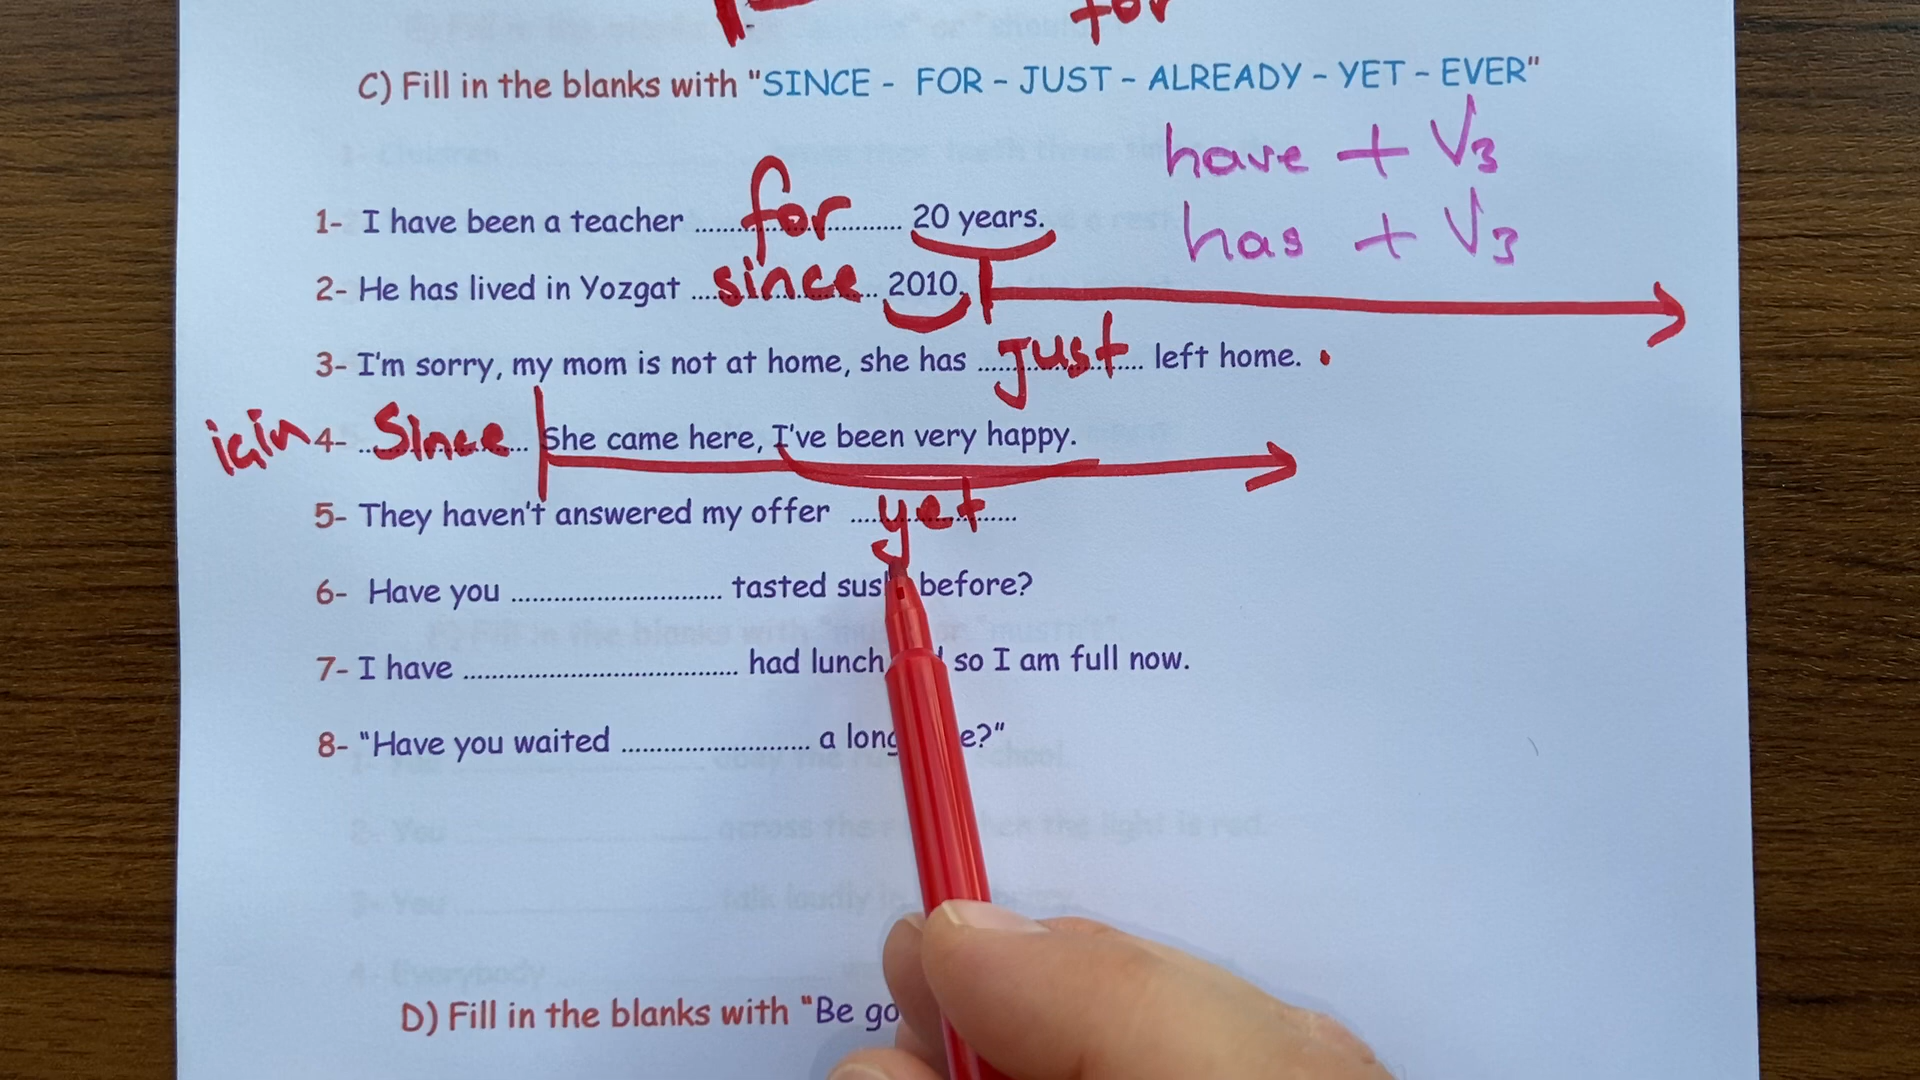 for
C) Fill in the blanks with "SINCE - FOR - JUST - ALREADY - YET - EVER"
have + V3
has + V3
1- I have been a teacher ........for........ 20 years.
2- He has lived in Yozgat ....since.... 2010.
3- I'm sorry, my mom is not at home, she has ....Just.... left home.
için 4- ....Since.... She came here, I've been very happy.
5- They haven't answered my offer ....yet....
6- Have you .............................. tasted before?
7- I have ....................................... had lunch so I am full now.
8- "Have you waited ........................... a
D) Fill in the blanks with "Be